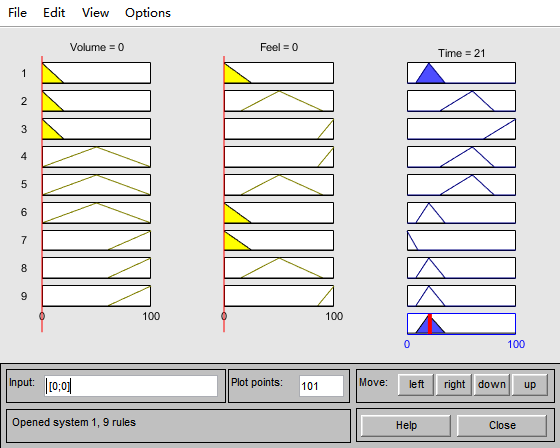 File Edit View Options
Volume = 0 Feel = 0 Time = 21
1
2
3
4
5
6
7
8
9
0 100 0 100
0 100
Input: [0;0] Plot points: 101 Move: left right down up
Opened system 1, 9 rules Help Close